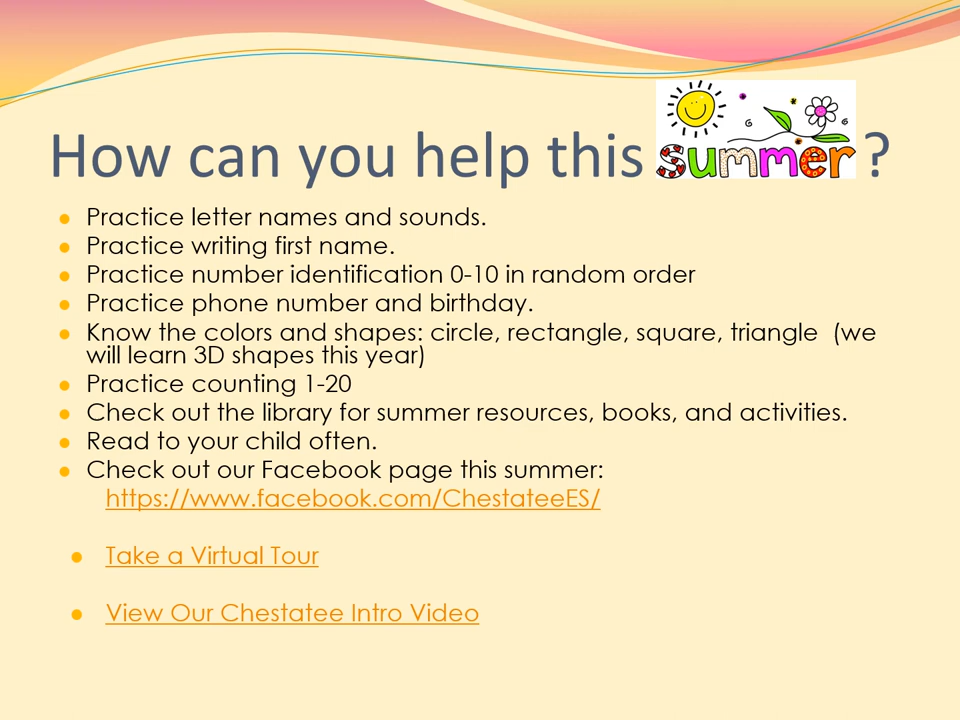 How can you help this summer ?
Practice letter names and sounds.
Practice writing first name.
Practice number identification 0-10 in random order
Practice phone number and birthday.
Know the colors and shapes: circle, rectangle, square, triangle (we
will learn 3D shapes this year)
Practice counting 1-20
Check out the library for summer resources, books, and activities.
Read to your child often.
Check out our Facebook page this summer:
https://www.facebook.com/ChestateeES/
Take a Virtual Tour
View Our Chestatee Intro Video